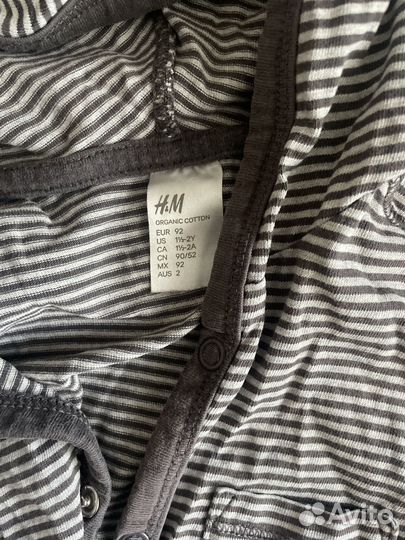 H&M
ORGANIC COTTON
EUR 92
US 1½-2Y
CA 1½-2A
CN 90/52
MX 92
AUS 2
Avito